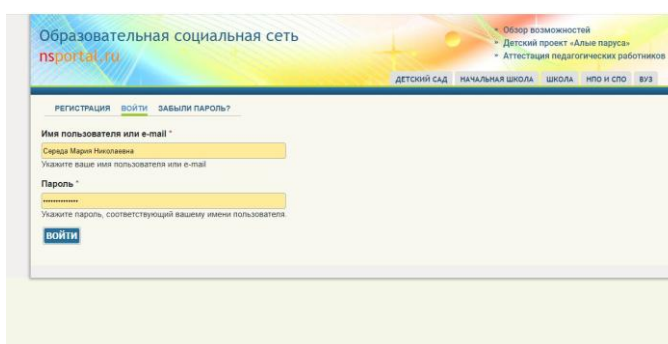 Образовательная социальная сеть
nsportal.ru
Обзор возможностей
Детский проект «Алые паруса»
Аттестация педагогических работников
ДЕТСКИЙ САД НАЧАЛЬНАЯ ШКОЛА ШКОЛА НПО И СПО ВУЗ
РЕГИСТРАЦИЯ ВОЙТИ ЗАБЫЛИ ПАРОЛЬ?
Имя пользователя или e-mail *
Середа Мария Николаевна
Укажите ваше имя пользователя или e-mail
Пароль *
Укажите пароль, соответствующий вашему имени пользователя
ВОЙТИ